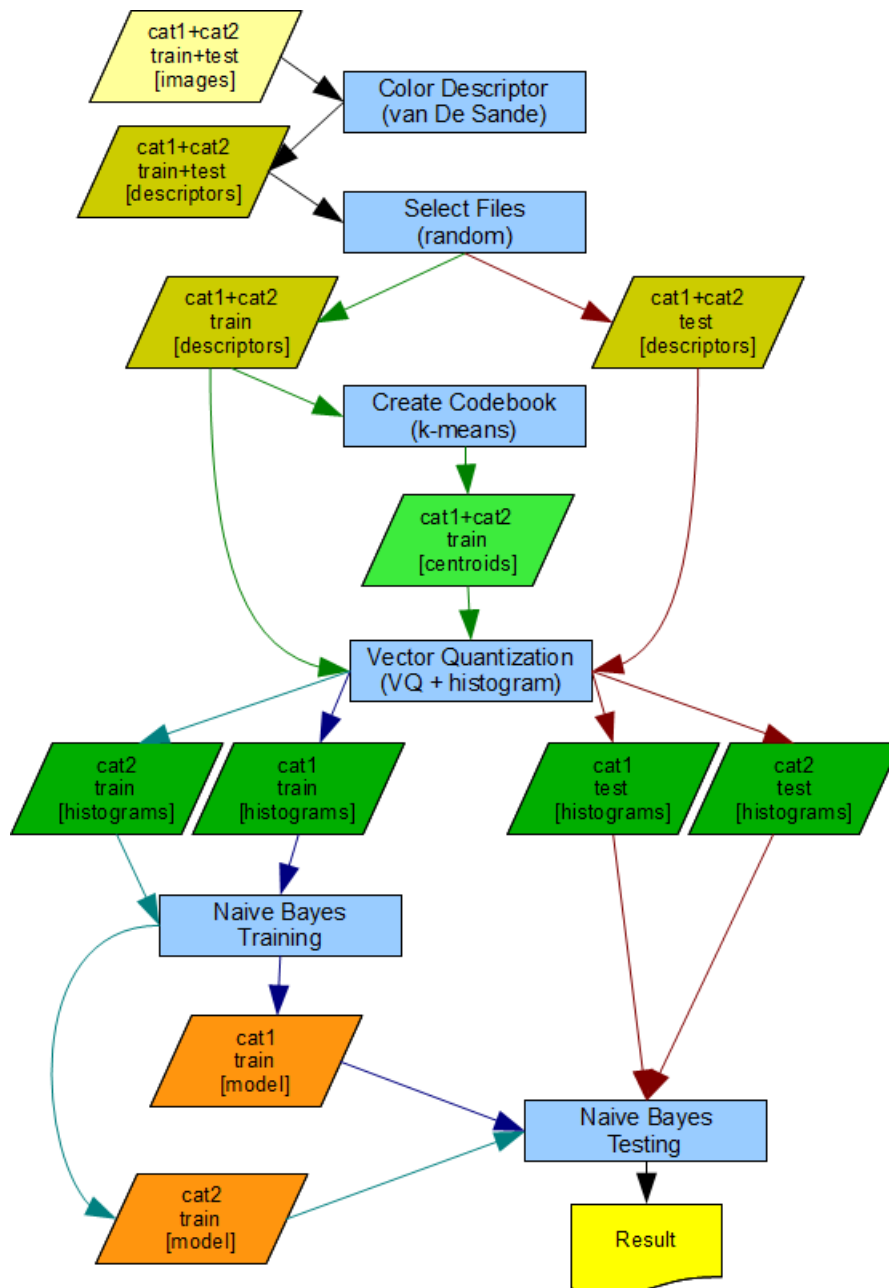 cat1+cat2
train+test
[images]
Color Descriptor
(van De Sande)
cat1+cat2
train+test
[descriptors]
Select Files
(random)
cat1+cat2
train
[descriptors]
cat1+cat2
test
[descriptors]
Create Codebook
(k-means)
cat1+cat2
train
[centroids]
Vector Quantization
(VQ + histogram)
cat2
train
[histograms]
cat1
train
[histograms]
cat1
test
[histograms]
cat2
test
[histograms]
Naive Bayes
Training
cat1
train
[model]
Naive Bayes
Testing
cat2
train
[model]
Result